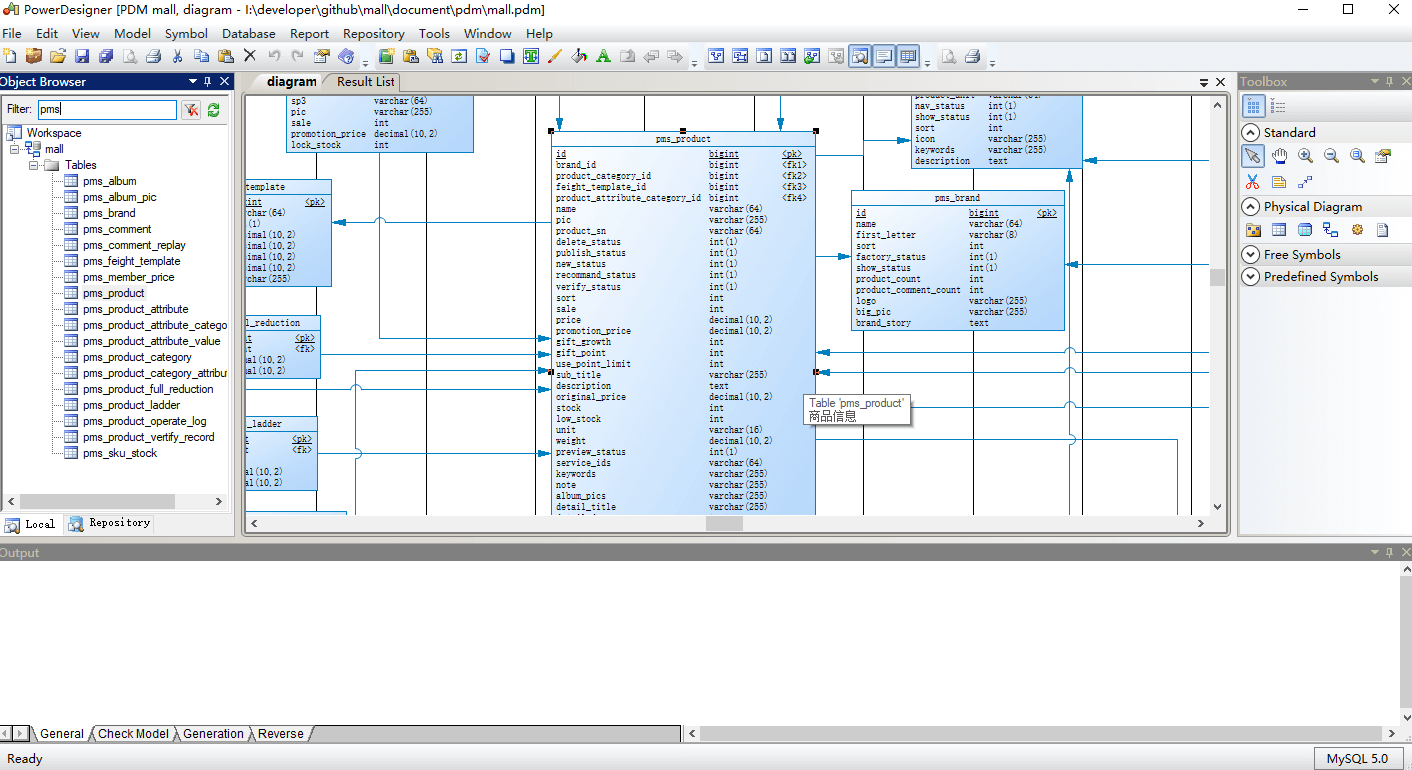 PowerDesigner [PDM mall, diagram - I:\developer\github\mall\document\pdm\mall.pdm]
File Edit View Model Symbol Database Report Repository Tools Window Help
Object Browser
Filter: pms
Workspace
mall
Tables
pms_album
pms_album_pic
pms_brand
pms_comment
pms_comment_replay
pms_feight_template
pms_member_price
pms_product
pms_product_attribute
pms_product_attribute_catego
pms_product_attribute_value
pms_product_category
pms_product_category_attribu
pms_product_full_reduction
pms_product_ladder
pms_product_operate_log
pms_product_vertify_record
pms_sku_stock
Local Repository
diagram Result List
sp3 varchar(64)
pic varchar(255)
sale int
promotion_price decimal(10,2)
lock_stock int
template
int <pk>
char(64)
(1)
imal(10,2)
imal(10,2)
imal(10,2)
imal(10,2)
rchar(255)
l_reduction
t <pk>
t <fk>
al(10,2)
al(10,2)
_ladder
t <pk>
t <fk>
al(10,2)
al(10,2)
pms_product
id bigint <pk>
brand_id bigint <fk1>
product_category_id bigint <fk2>
feight_template_id bigint <fk3>
product_attribute_category_id bigint <fk4>
name varchar(64)
pic varchar(255)
product_sn varchar(64)
delete_status int(1)
publish_status int(1)
new_status int(1)
recommand_status int(1)
verify_status int(1)
sort int
sale int
price decimal(10,2)
promotion_price decimal(10,2)
gift_growth int
gift_point int
use_point_limit int
sub_title varchar(255)
description text
original_price decimal(10,2)
stock int
low_stock int
unit varchar(16)
weight decimal(10,2)
preview_status int(1)
service_ids varchar(64)
keywords varchar(255)
note varchar(255)
album_pics varchar(255)
detail_title varchar(255)
nav_status int(1)
show_status int(1)
sort int
icon varchar(255)
keywords varchar(255)
description text
pms_brand
id bigint <pk>
name varchar(64)
first_letter varchar(8)
sort int
factory_status int(1)
show_status int(1)
product_count int
product_comment_count int
logo varchar(255)
big_pic varchar(255)
brand_story text
Table 'pms_product'
商品信息
Toolbox
Standard
Physical Diagram
Free Symbols
Predefined Symbols
Output
General Check Model Generation Reverse
Ready
MySQL 5.0